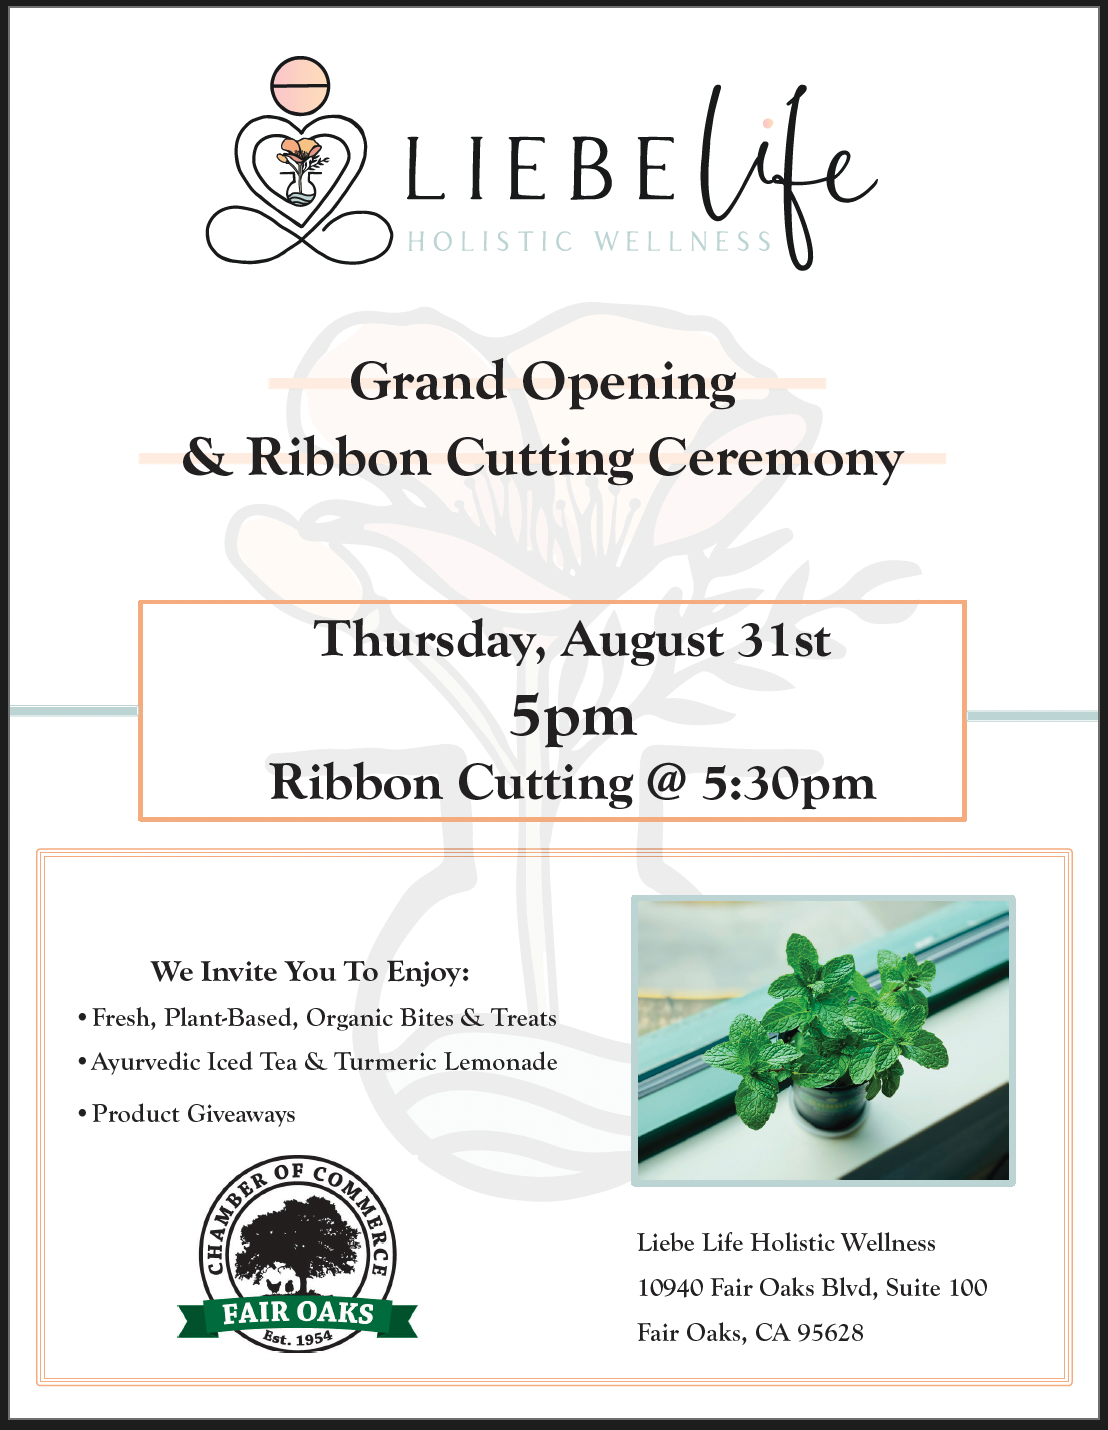 LIEBE life
HOLISTIC WELLNESS
Grand Opening
& Ribbon Cutting Ceremony
Thursday, August 31st
5pm
Ribbon Cutting @ 5:30pm
We Invite You To Enjoy:
• Fresh, Plant-Based, Organic Bites & Treats
• Ayurvedic Iced Tea & Turmeric Lemonade
• Product Giveaways
CHAMBER OF COMMERCE
FAIR OAKS
Est. 1954
Liebe Life Holistic Wellness
10940 Fair Oaks Blvd, Suite 100
Fair Oaks, CA 95628